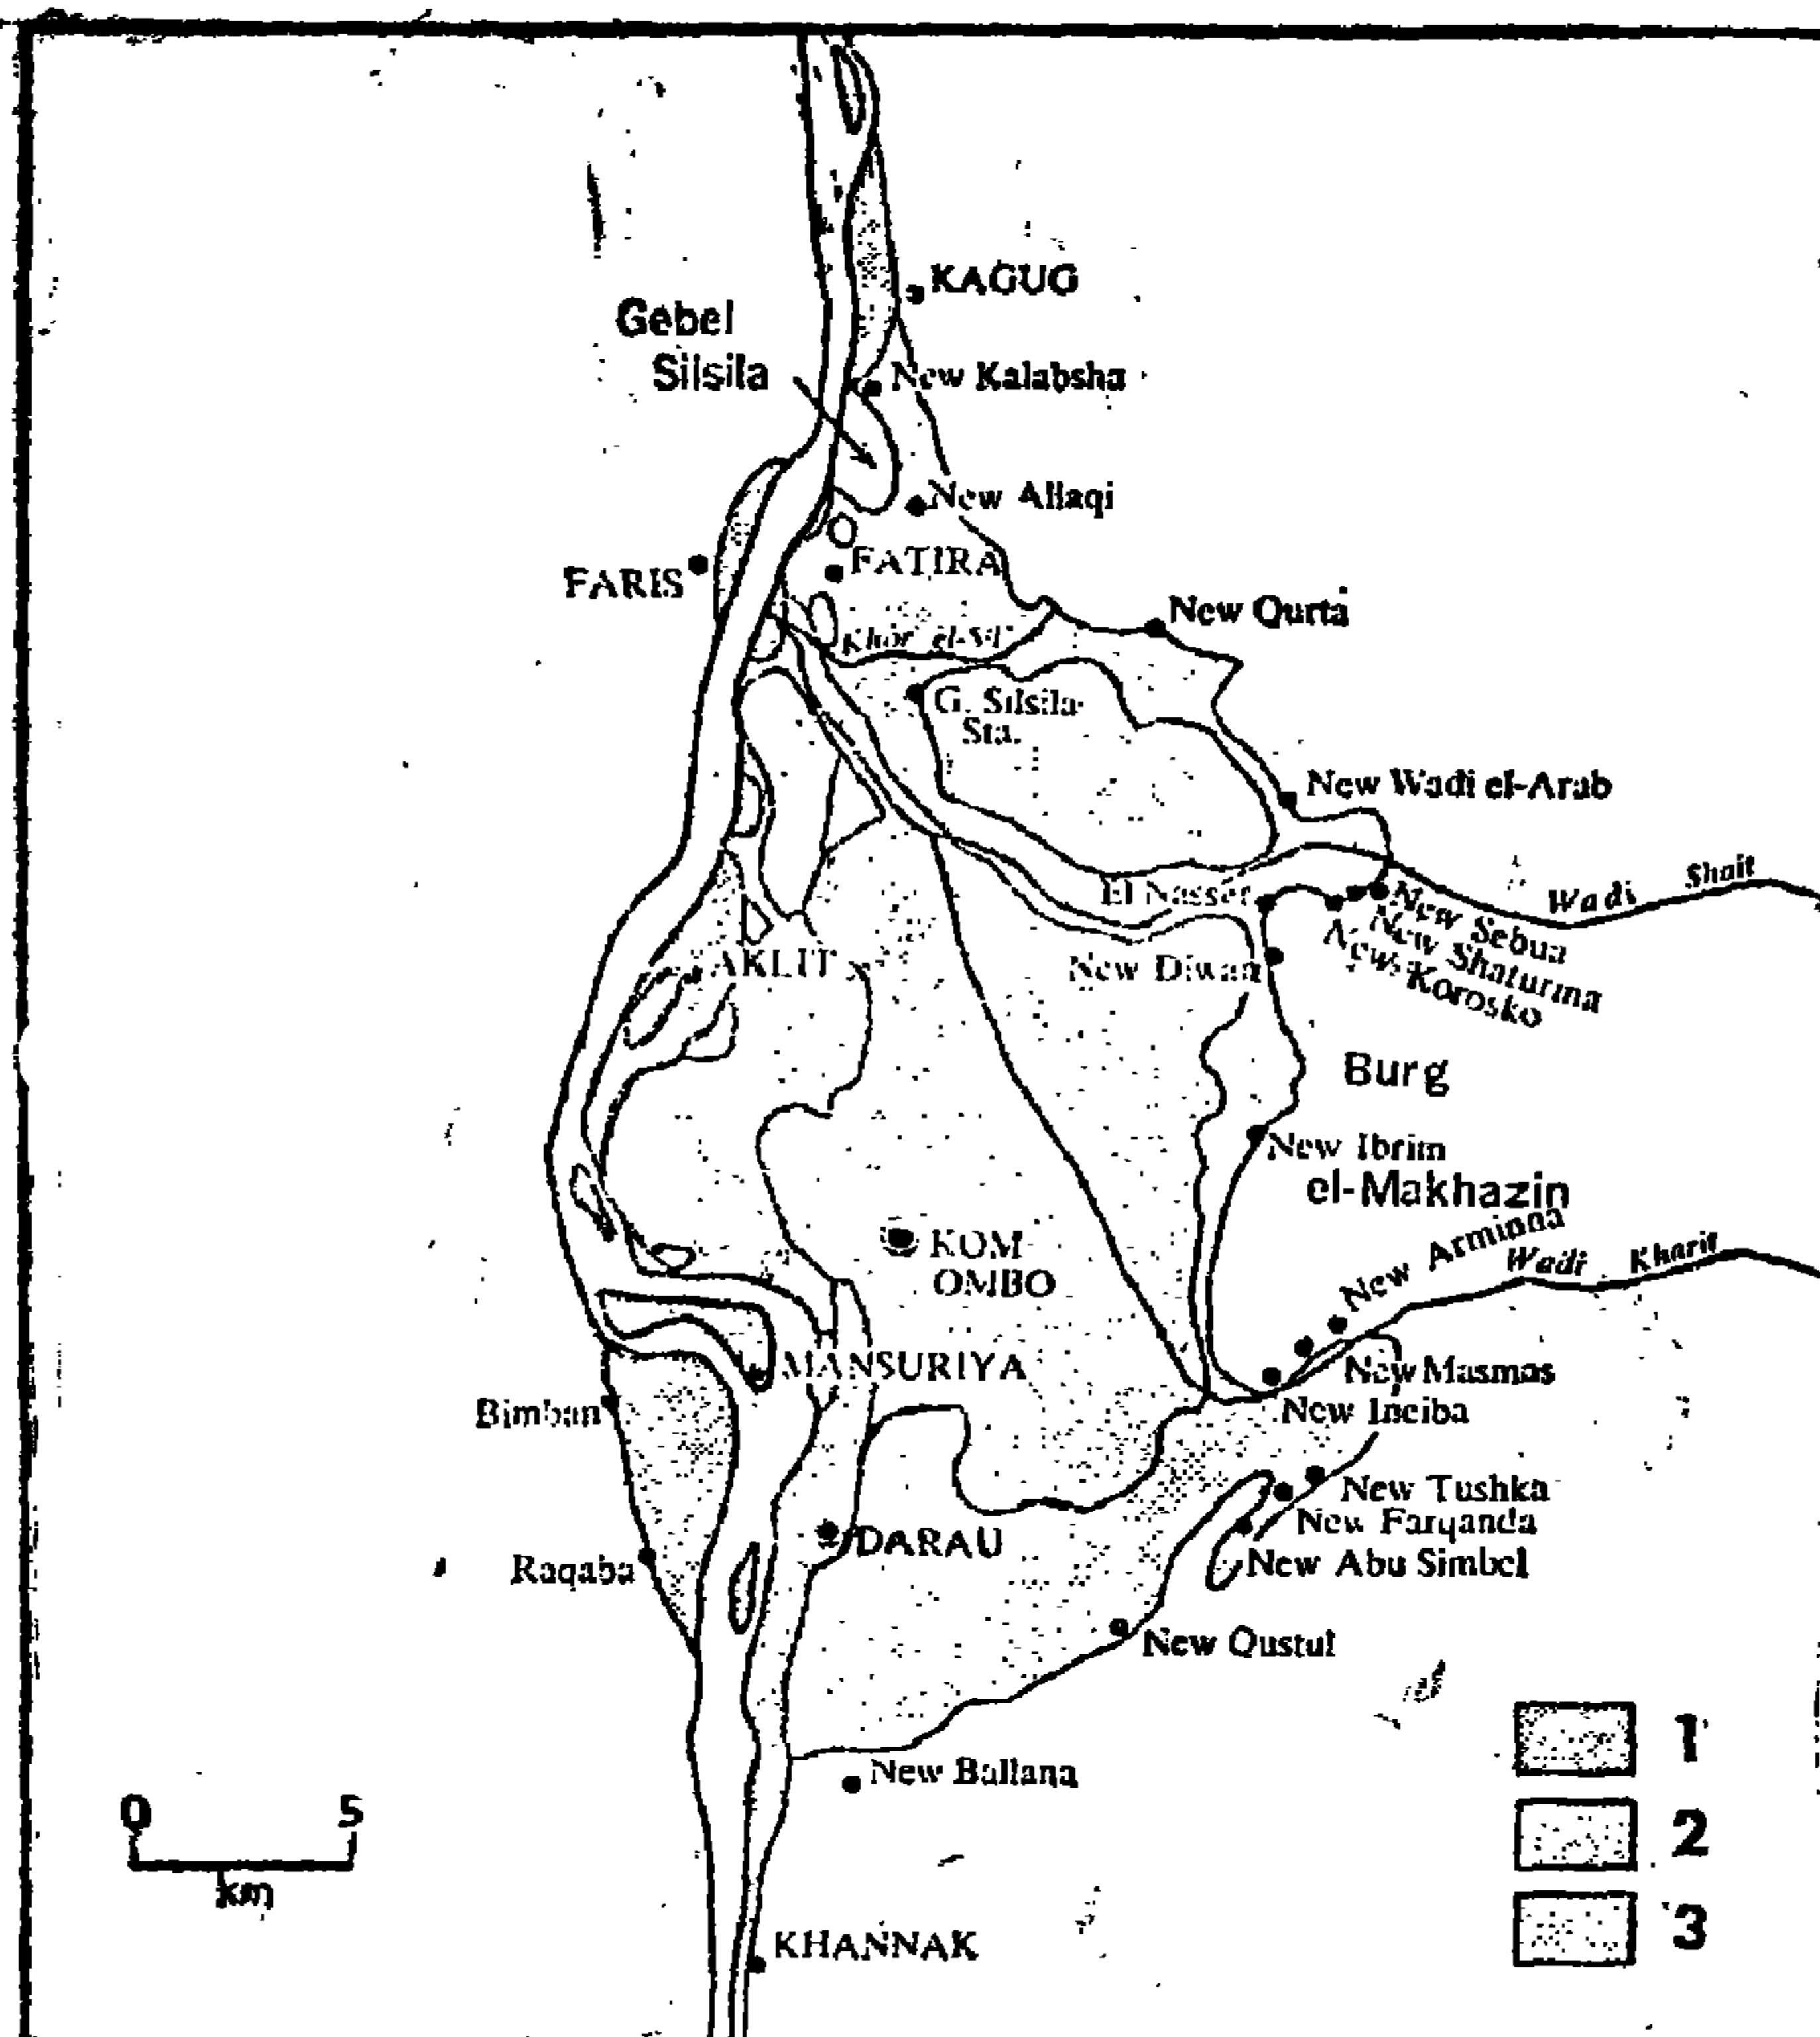 KAGUG
Gebel
Silsila
New Kalabsha
New Allaqi
FATIRA
FARIS
New Qurta
Khor el-Sil
G. Silsila
Sta.
New Wadi el-Arab
Wadi Shait
El Nasser
New Sebua
New Shaturma
New Korosko
AKLIT
New Diwan
Burg
New Ibrim
el-Makhazin
KOM
OMBO
New Arminna
Wadi Kharit
MANSURIYA
New Masmas
Bimban
New Ineiba
New Tushka
New Farqanda
DARAU
New Abu Simbel
Raqaba
New Qustul
1
2
3
New Ballana
0 5
km
KHANNAK